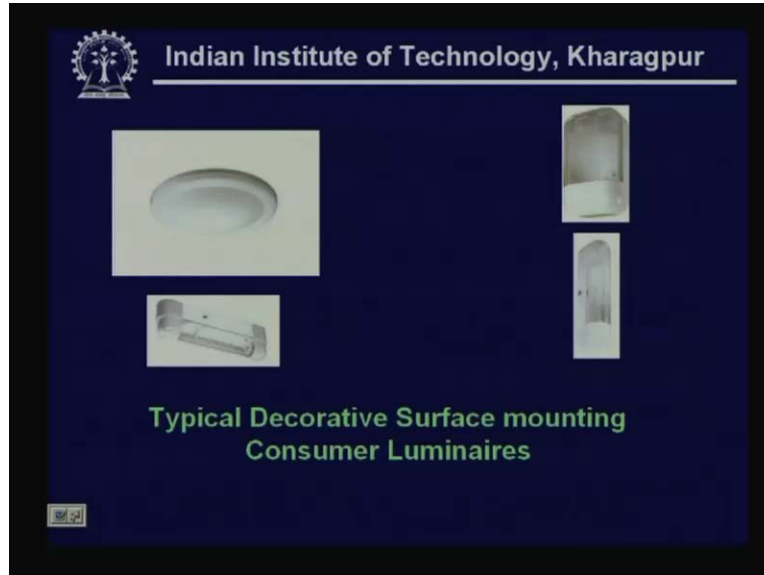 Indian Institute of Technology, Kharagpur
Typical Decorative Surface mounting
Consumer Luminaires